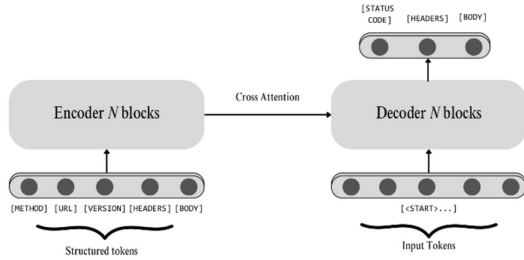 [STATUS
CODE] [HEADERS] [BODY]
Encoder N blocks
Cross Attention
Decoder N blocks
[METHOD] [URL] [VERSION] [HEADERS] [BODY]
[<START>...]
Structured tokens
Input Tokens